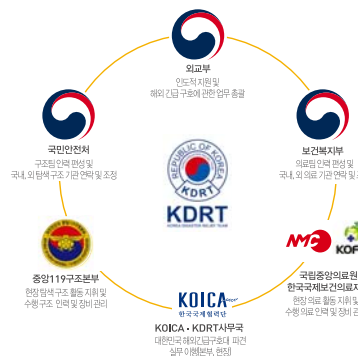 외교부
인도적 지원 및
해외 긴급 구호에 관한 업무 총괄
국민안전처
구조팀 인력 편성 및
국내, 외 탐색 구조 기관 연락 및 조정
보건복지부
의료팀 인력 편성 및
국내, 외 의료 기관 연락 및
REPUBLIC OF KOREA
KDRT
KDRT
KOREA DISASTER RELIEF TEAM
중앙119구조본부
현장 탐색 구조 활동 지휘 및
수행 구조 인력 및 장비 관리
NMC
KOF
국립중앙의료원
한국국제보건의료재
현장 의료 활동 지휘 및
수행 의료 인력 및 장비 관
KOICA
한국국제협력단
KOICA • KDRT사무국
대한민국 해외긴급구호대 파견
실무 이행(본부, 현장)